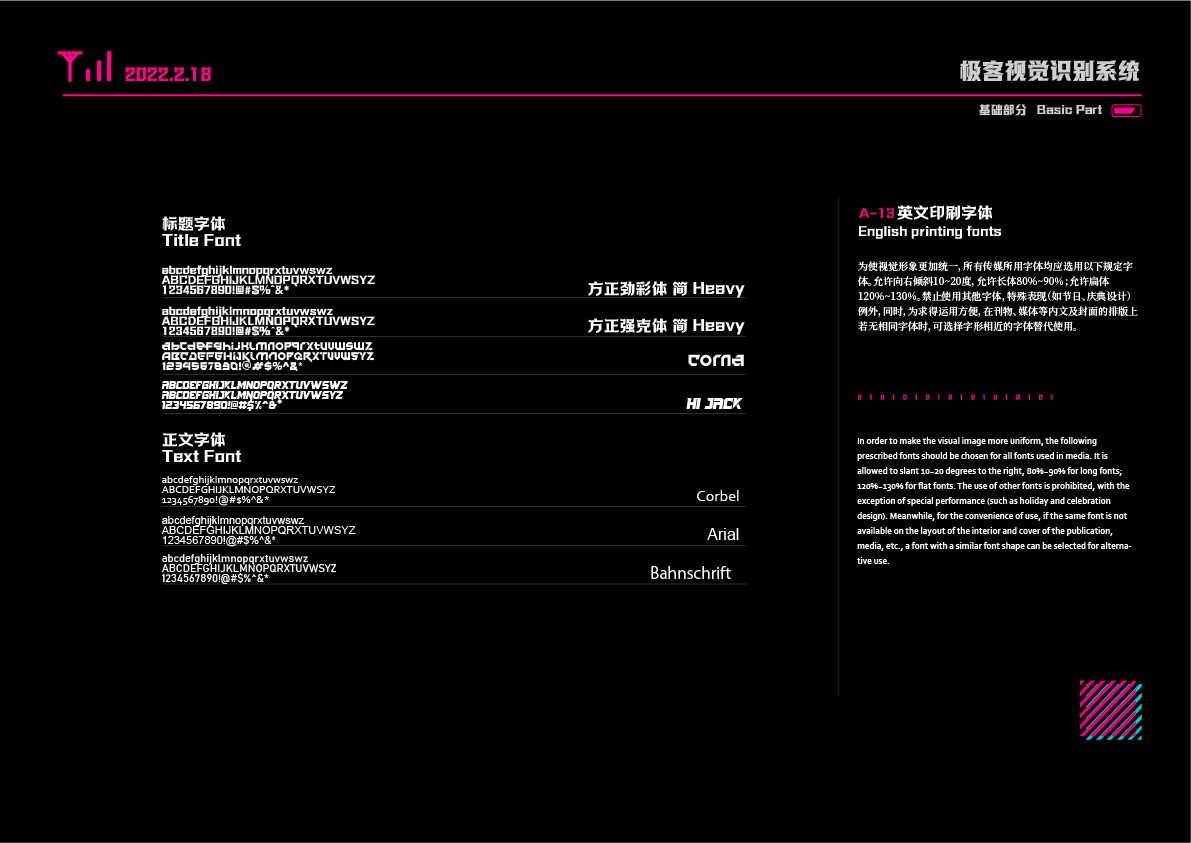 2022.2.18
极客视觉识别系统
基础部分 Basic Part
标题字体
Title Font
abcdefghijklmnopqrxtuvwswz
ABCDEFGHIJKLMNOPQRXTUVWSYZ
1234567890!@#$%^&*
方正劲彩体 简 Heavy
abcdefghijklmnopqrxtuvwswz
ABCDEFGHIJKLMNOPQRXTUVWSYZ
1234567890!@#$%^&*
方正强克体 简 Heavy
abcdefghijklmnopqrxtuvwswz
ABCDEFGHIJKLMNOPQRXTUVWSYZ
1234567890!@#$%^&*
corna
ABCDEFGHIJKLMNOPQRXTUVWSWZ
ABCDEFGHIJKLMNOPQRXTUVWSYZ
1234567890!@#$%^&*
HI JACK
正文字体
Text Font
abcdefghijklmnopqrxtuvwswz
ABCDEFGHIJKLMNOPQRXTUVWSYZ
1234567890!@#$%^&*
Corbel
abcdefghijklmnopqrxtuvwswz
ABCDEFGHIJKLMNOPQRXTUVWSYZ
1234567890!@#$%^&*
Arial
abcdefghijklmnopqrxtuvwswz
ABCDEFGHIJKLMNOPQRXTUVWSYZ
1234567890!@#$%^&*
Bahnschrift
A-13 英文印刷字体
English printing fonts
为使视觉形象更加统一, 所有传媒所用字体均应选用以下规定字
体。允许向右倾斜10~20度, 允许长体80%~90%；允许扁体
120%~130%。禁止使用其他字体, 特殊表现（如节日、庆典设计）
例外, 同时, 为求得运用方便, 在刊物、媒体等内文及封面的排版上
若无相同字体时, 可选择字形相近的字体替代使用。
0 1 0 1 0 1 0 1 0 1 0 1 0 1 0 1 0 1
In order to make the visual image more uniform, the following
prescribed fonts should be chosen for all fonts used in media. It is
allowed to slant 10~20 degrees to the right, 80%~90% for long fonts;
120%~130% for flat fonts. The use of other fonts is prohibited, with the
exception of special performance (such as holiday and celebration
design). Meanwhile, for the convenience of use, if the same font is not
available on the layout of the interior and cover of the publication,
media, etc., a font with a similar font shape can be selected for alterna-
tive use.